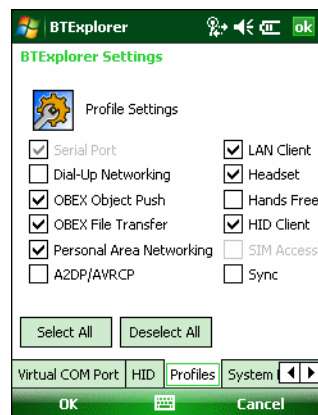 BTExplorer ok
BTExplorer Settings
Profile Settings
Serial Port LAN Client
Dial-Up Networking Headset
OBEX Object Push Hands Free
OBEX File Transfer HID Client
Personal Area Networking SIM Access
A2DP/AVRCP Sync
Select All Deselect All
Virtual COM Port HID Profiles System
OK Cancel